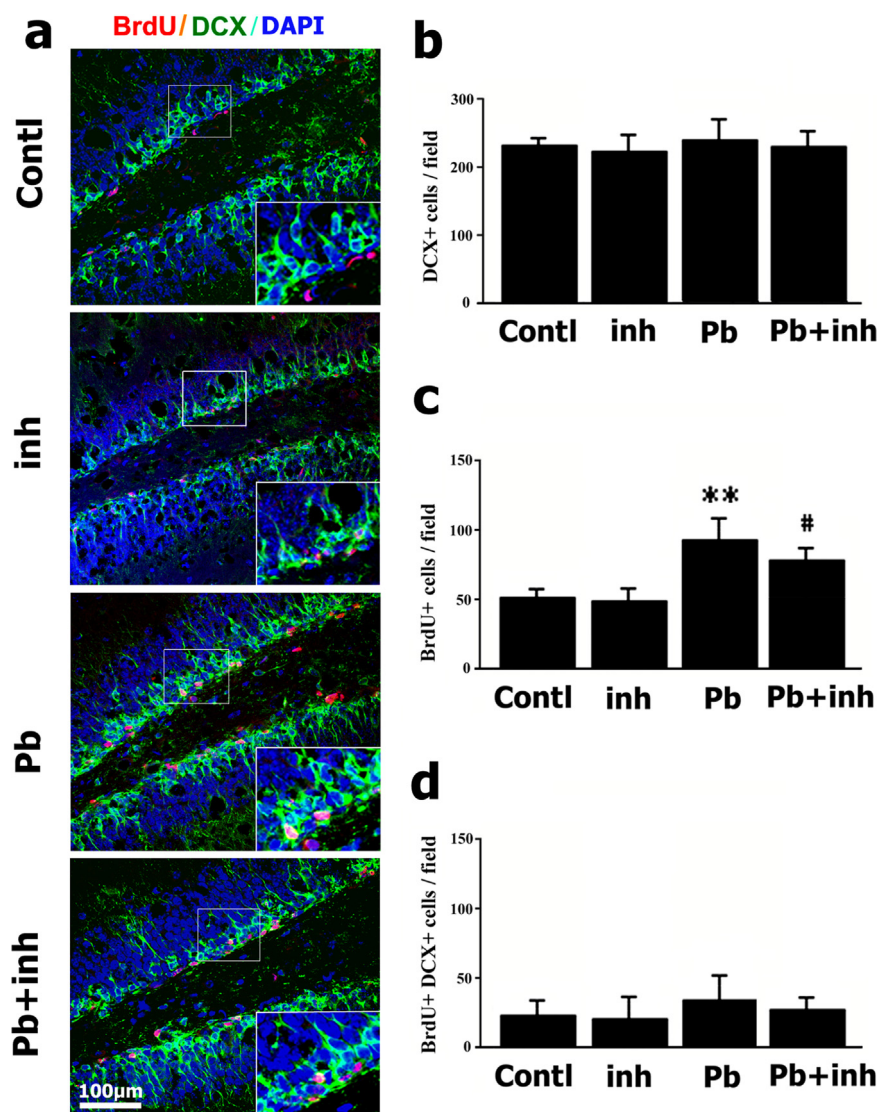 a
BrdU/DCX/DAPI
Contl
inh
Pb
Pb+inh
100µm
b
DCX+ cells / field
300
200
100
0
Contl inh Pb Pb+inh
c
BrdU+ cells / field
150
100
50
0
** #
Contl inh Pb Pb+inh
d
BrdU+ DCX+ cells / field
150
100
50
0
Contl inh Pb Pb+inh